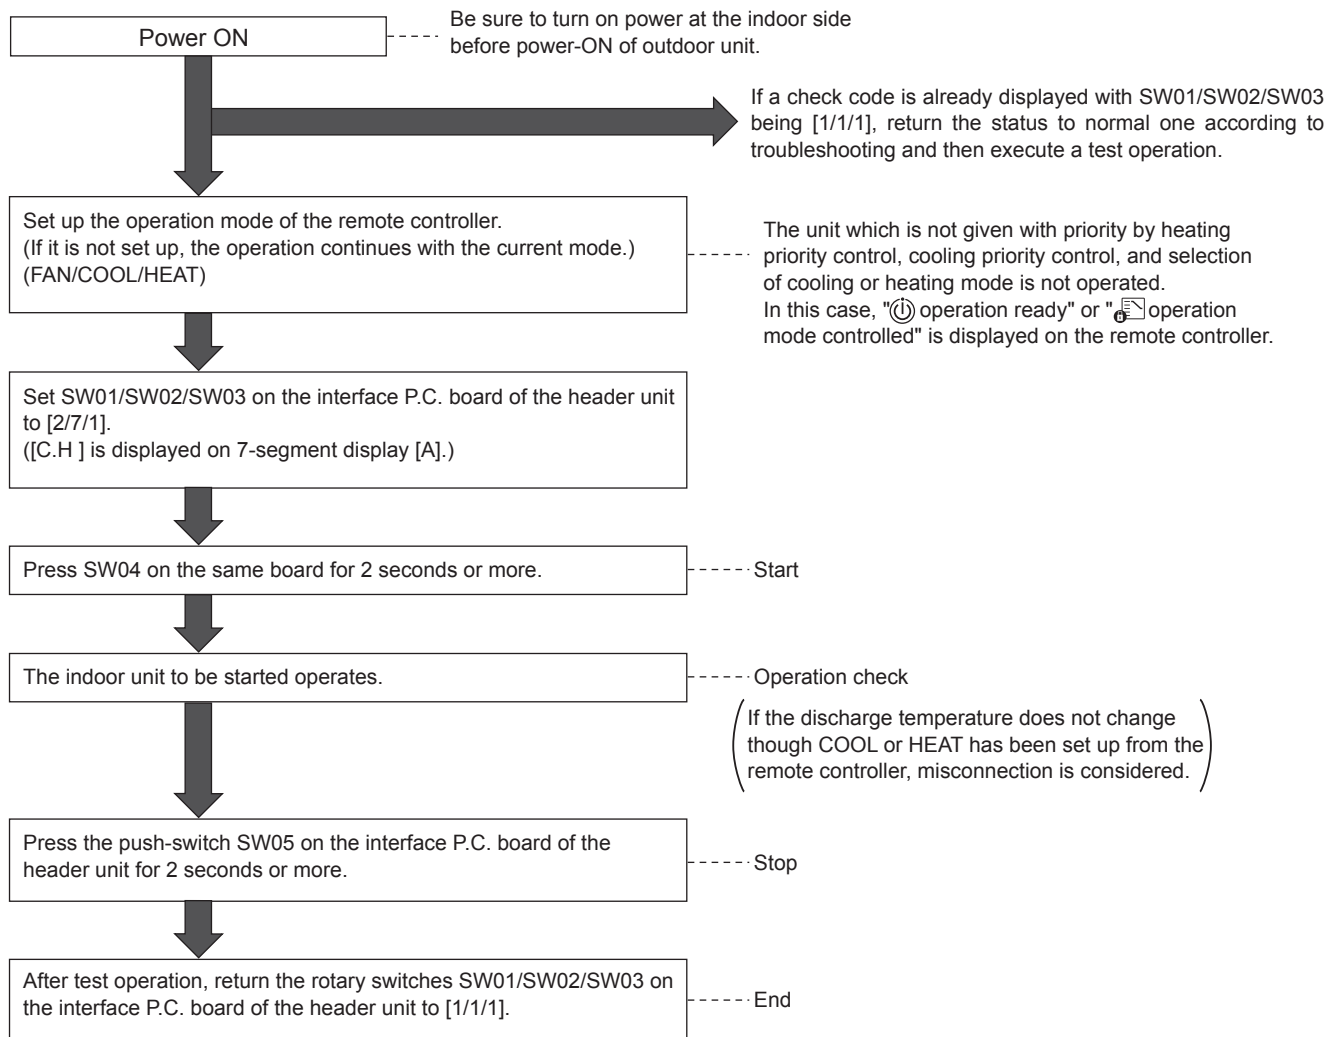 Power ON
Be sure to turn on power at the indoor side
before power-ON of outdoor unit.
If a check code is already displayed with SW01/SW02/SW03
being [1/1/1], return the status to normal one according to
troubleshooting and then execute a test operation.
Set up the operation mode of the remote controller.
(If it is not set up, the operation continues with the current mode.)
(FAN/COOL/HEAT)
The unit which is not given with priority by heating
priority control, cooling priority control, and selection
of cooling or heating mode is not operated.
In this case, " operation ready" or " operation
mode controlled" is displayed on the remote controller.
Set SW01/SW02/SW03 on the interface P.C. board of the header unit
to [2/7/1].
([C.H ] is displayed on 7-segment display [A].)
Press SW04 on the same board for 2 seconds or more.
Start
The indoor unit to be started operates.
Operation check
If the discharge temperature does not change
though COOL or HEAT has been set up from the
remote controller, misconnection is considered.
Press the push-switch SW05 on the interface P.C. board of the
header unit for 2 seconds or more.
Stop
After test operation, return the rotary switches SW01/SW02/SW03 on
the interface P.C. board of the header unit to [1/1/1].
End